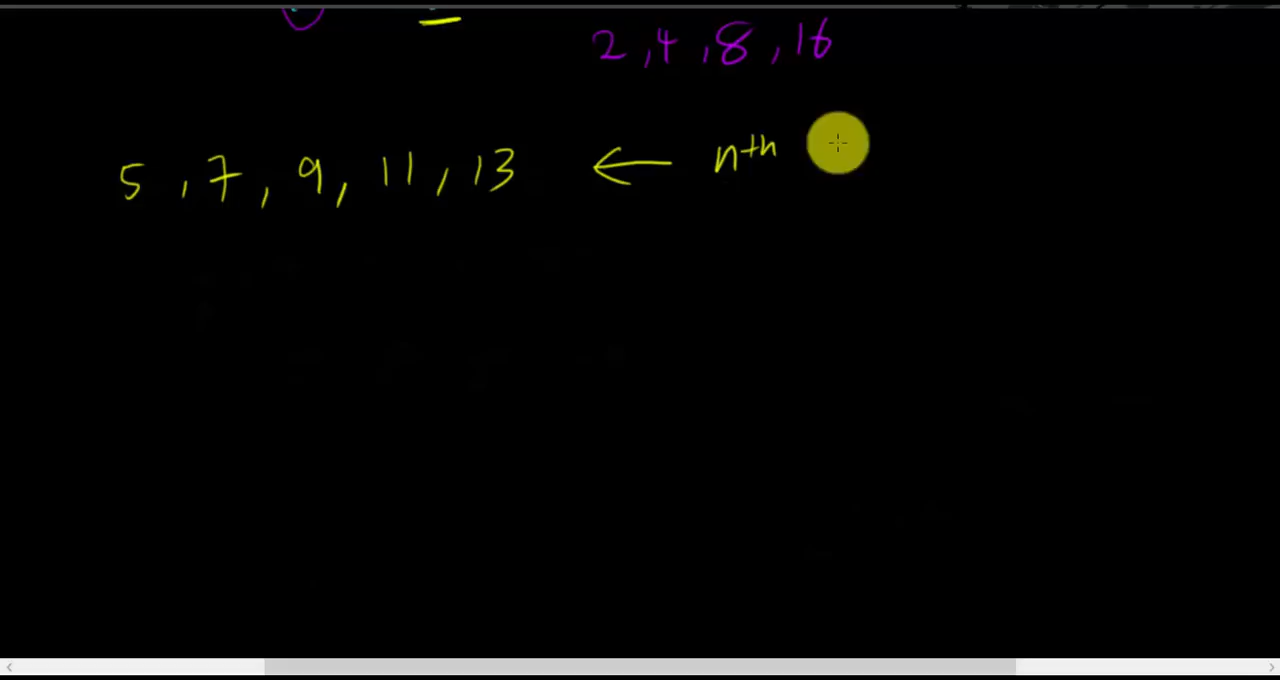 2, 4, 8, 16
5, 7, 9, 11, 13 ← nth